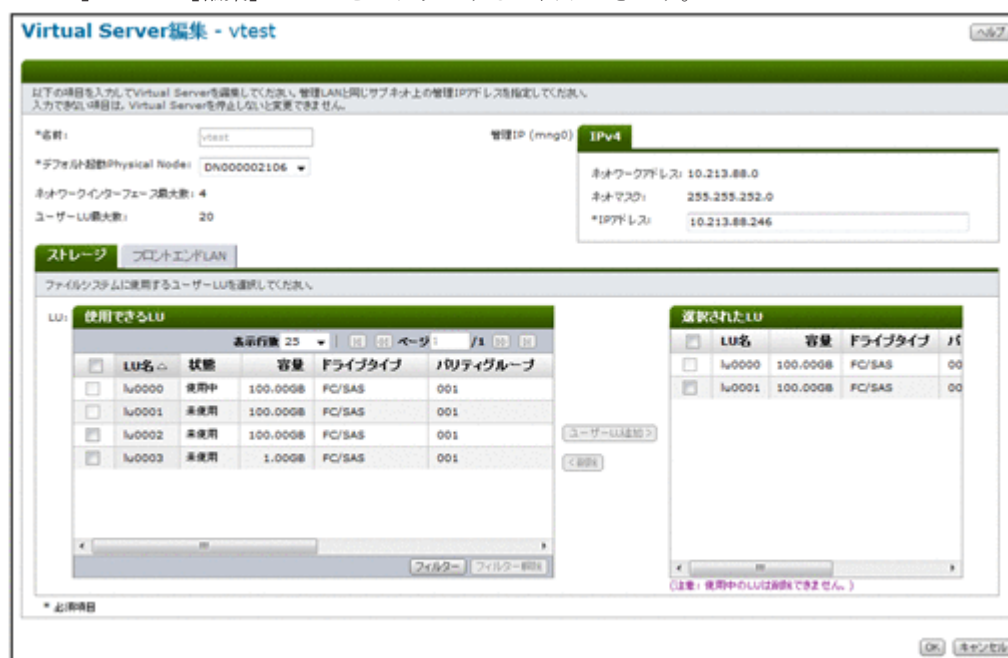 Virtual Server編集 - vtest
ヘルプ
以下の項目を入力してVirtual Serverを編集してください。管理LANと同じサブネット上の管理IPアドレスを指定してください。
入力できない項目は、Virtual Serverを停止しないと変更できません。
*名前: vtest
管理IP (mng0) IPv4
*デフォルト起動Physical Node: DN000002106
ネットワークアドレス: 10.213.88.0
ネットワークインターフェース最大数: 4
ネットマスク: 255.255.252.0
ユーザーLU最大数: 20
*IPアドレス: 10.213.88.246
ストレージ フロントエンドLAN
ファイルシステムに使用するユーザーLUを選択してください。
LU: 使用できるLU
選択されたLU
表示行数 25 ページ 1 /1
LU名 状態 容量 ドライブタイプ パリティグループ
LU名 容量 ドライブタイプ パ
lu0000 使用中 100.00GB FC/SAS 001
lu0000 100.00GB FC/SAS 00
lu0001 未使用 100.00GB FC/SAS 001
lu0001 100.00GB FC/SAS 00
lu0002 未使用 100.00GB FC/SAS 001
lu0003 未使用 1.00GB FC/SAS 001
ユーザーLU追加 >
< 削除
フィルター フィルター解除
(注意: 使用中のLUは削除できません。)
* 必須項目
OK キャンセル